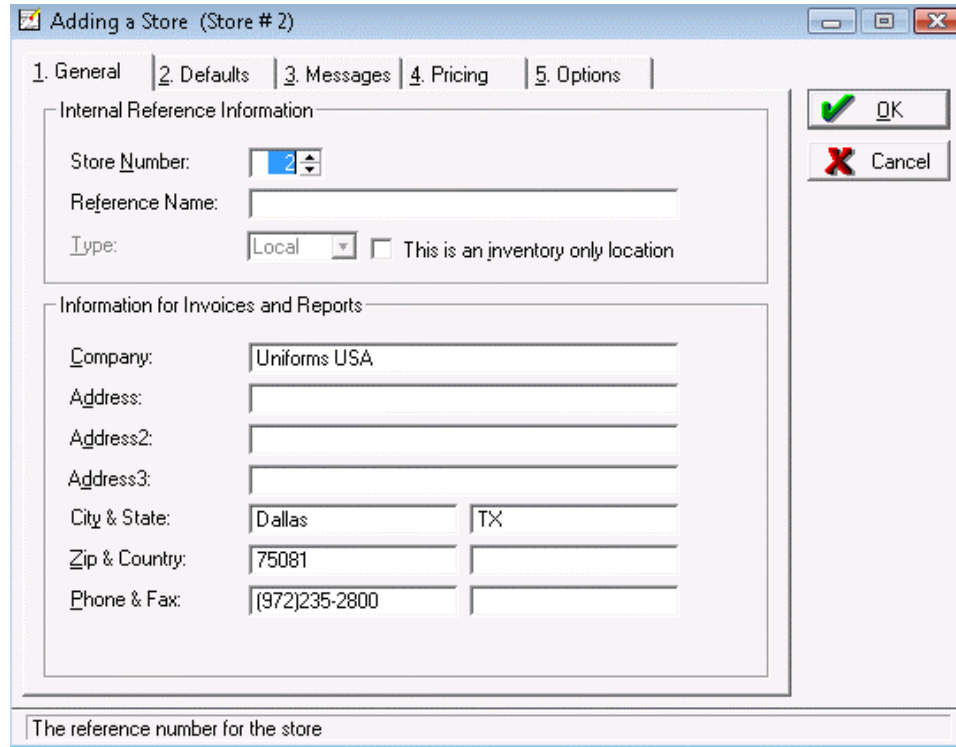 Adding a Store (Store # 2)
1. General 2. Defaults 3. Messages 4. Pricing 5. Options
Internal Reference Information
OK
Store Number: 2
Cancel
Reference Name:
Type: Local This is an inventory only location
Information for Invoices and Reports
Company: Uniforms USA
Address:
Address2:
Address3:
City & State: Dallas TX
Zip & Country: 75081
Phone & Fax: (972)235-2800
The reference number for the store